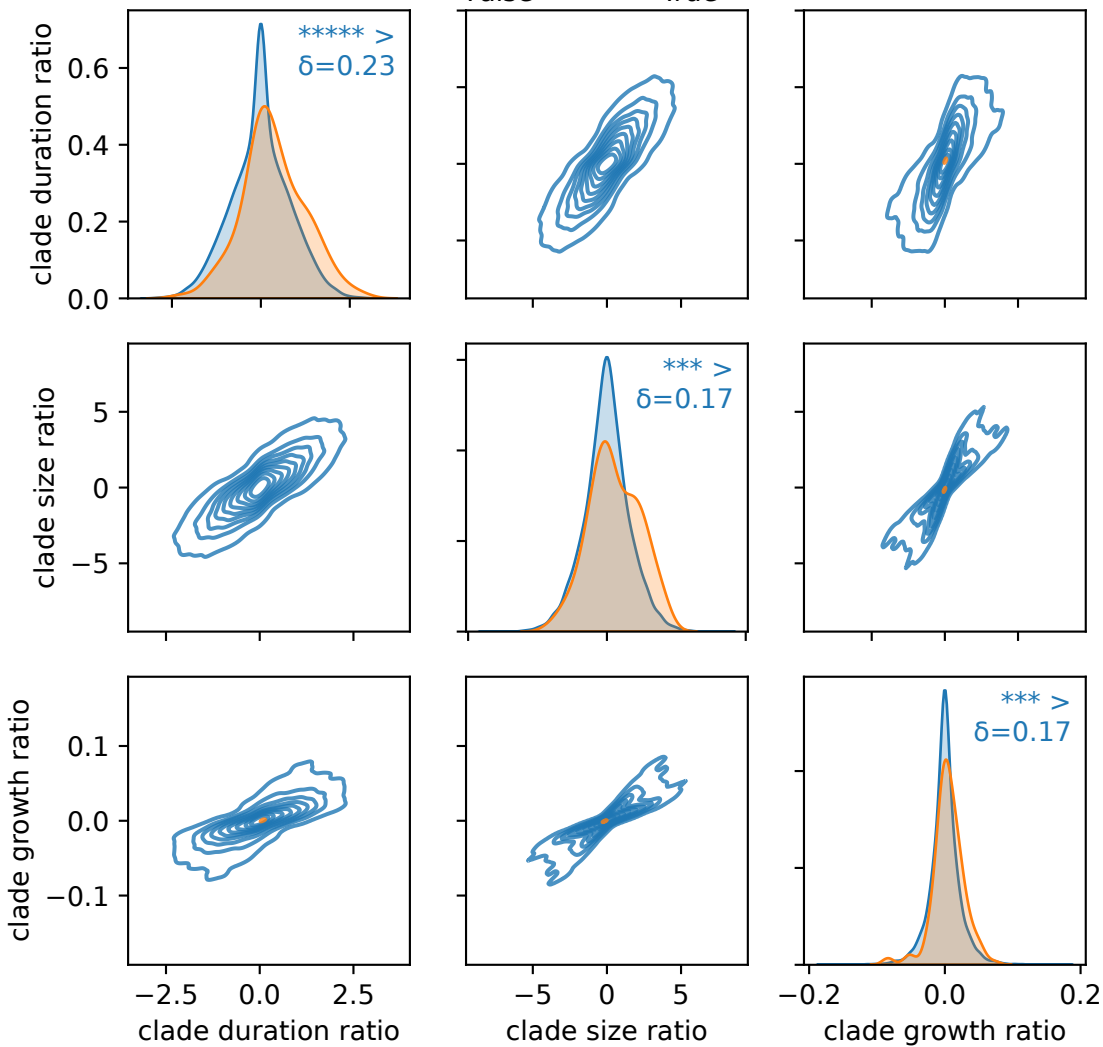 ***** >
δ=0.23
clade duration ratio
0.6
0.4
0.2
0.0
*** >
δ=0.17
clade size ratio
5
0
−5
*** >
δ=0.17
clade growth ratio
0.1
0.0
−0.1
−2.5 0.0 2.5 −5 0 5 −0.2 0.0 0.2
clade duration ratio clade size ratio clade growth ratio